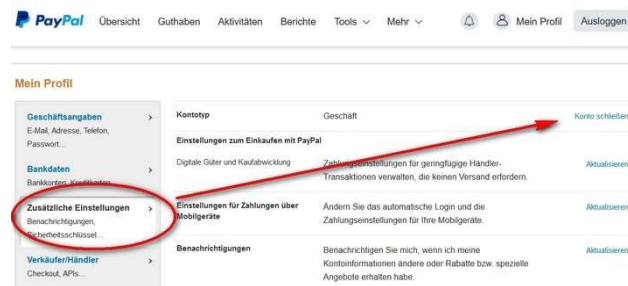 PayPal Übersicht Guthaben Aktivitäten Berichte Tools Mehr Mein Profil Ausloggen
Mein Profil
Geschäftsangaben
E-Mail, Adresse, Telefon,
Passwort...
Bankdaten
Bankkonten, Kreditkarten
Zusätzliche Einstellungen
Benachrichtigungen,
Sicherheitsschlüssel...
Verkäufer/Händler
Checkout, APIs...
Kontotyp Geschäft Konto schließen
Einstellungen zum Einkaufen mit PayPal
Digitale Güter und Kaufabwicklung Zahlungseinstellungen für geringfügige Händler- Aktualisieren
Transaktionen verwalten, die keinen Versand erfordern.
Einstellungen für Zahlungen über Ändern Sie das automatische Login und die Aktualisieren
Mobilgeräte Zahlungseinstellungen für Ihre Mobilgeräte.
Benachrichtigungen Benachrichtigen Sie mich, wenn ich meine Aktualisieren
Kontoinformationen ändere oder Rabatte bzw. spezielle
Angebote erhalten habe.